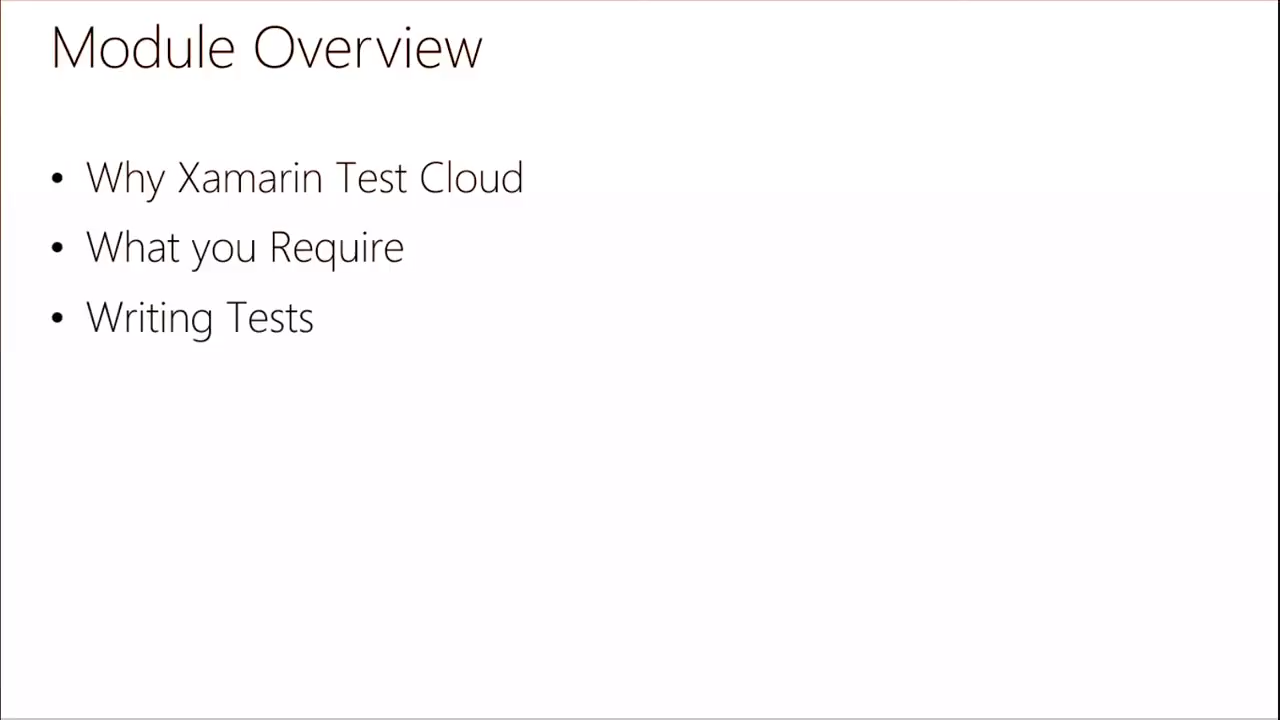 Module Overview
• Why Xamarin Test Cloud
• What you Require
• Writing Tests